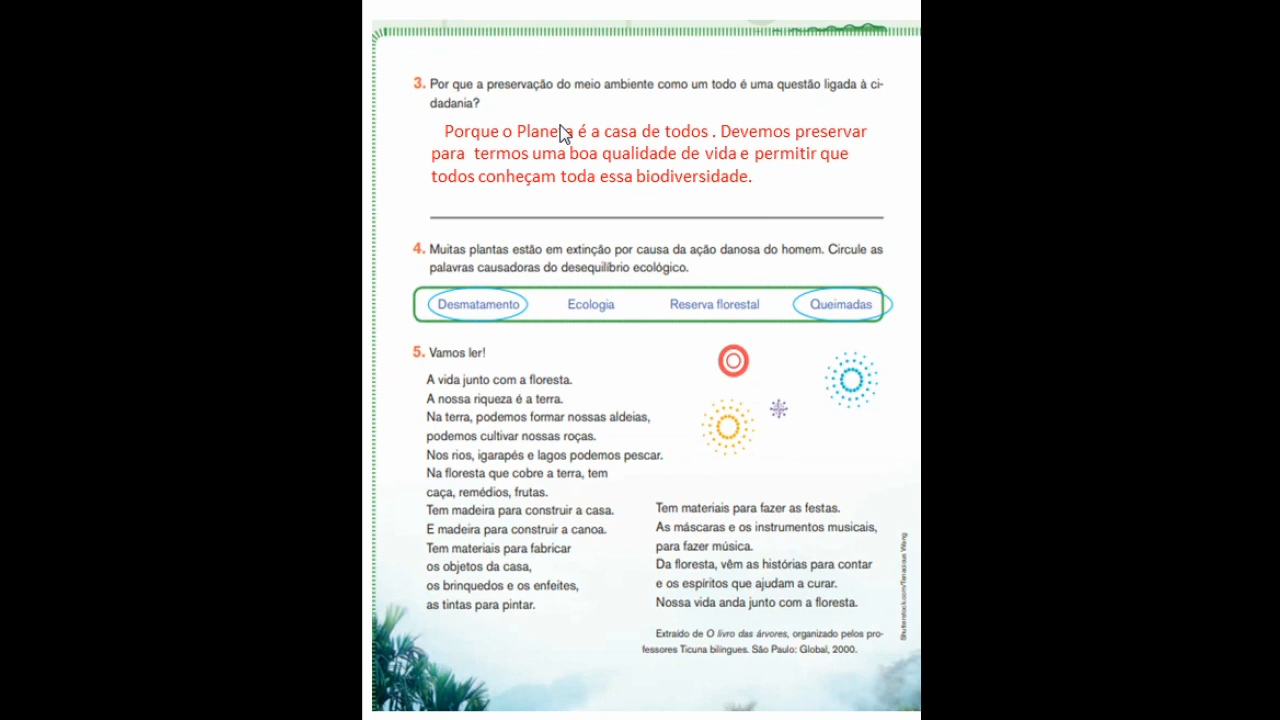 3. Por que a preservação do meio ambiente como um todo é uma questão ligada à ci-
dadania?
Porque o Planeta é a casa de todos . Devemos preservar
para termos uma boa qualidade de vida e permitir que
todos conheçam toda essa biodiversidade.
4. Muitas plantas estão em extinção por causa da ação danosa do homem. Circule as
palavras causadoras do desequilíbrio ecológico.
Desmatamento Ecologia Reserva florestal Queimadas
5. Vamos ler!
A vida junto com a floresta.
A nossa riqueza é a terra.
Na terra, podemos formar nossas aldeias,
podemos cultivar nossas roças.
Nos rios, igarapés e lagos podemos pescar.
Na floresta que cobre a terra, tem
caça, remédios, frutas.
Tem madeira para construir a casa.
E madeira para construir a canoa.
Tem materiais para fabricar
os objetos da casa,
os brinquedos e os enfeites,
as tintas para pintar.
Tem materiais para fazer as festas.
As máscaras e os instrumentos musicais,
para fazer música.
Da floresta, vêm as histórias para contar
e os espíritos que ajudam a curar.
Nossa vida anda junto com a floresta.
Extraído de O livro das árvores, organizado pelos pro-
fessores Ticuna bilíngues. São Paulo: Global, 2000.